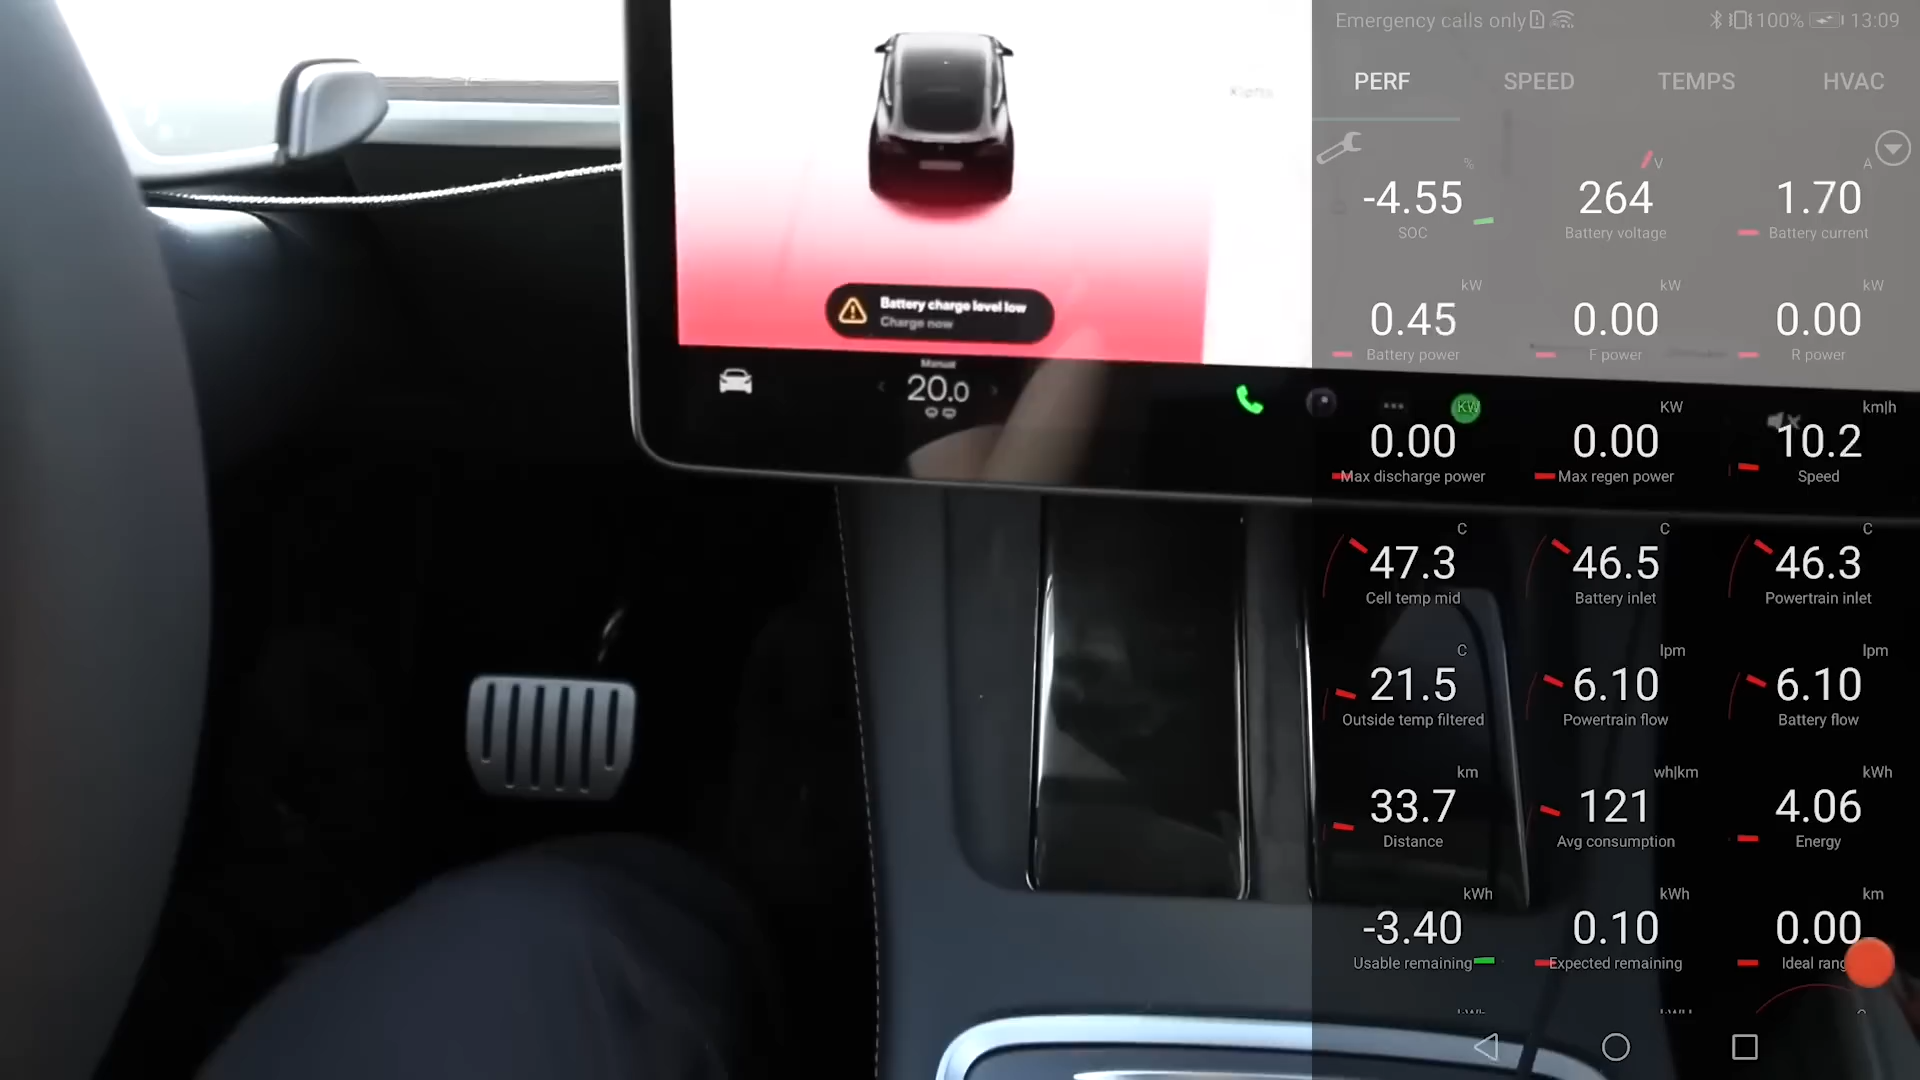 Emergency calls only
100%
13:09
PERF
SPEED
TEMPS
HVAC
%
V
A
-4.55
264
1.70
SOC
Battery voltage
Battery current
kW
kW
kW
0.45
0.00
0.00
Battery power
F power
R power
Battery charge level low
Charge now
Manual
20.0
KW
KW
km|h
0.00
0.00
10.2
Max discharge power
Max regen power
Speed
C
C
C
47.3
46.5
46.3
Cell temp mid
Battery inlet
Powertrain inlet
C
lpm
lpm
21.5
6.10
6.10
Outside temp filtered
Powertrain flow
Battery flow
km
wh|km
kWh
33.7
121
4.06
Distance
Avg consumption
Energy
kWh
kWh
km
-3.40
0.10
0.00
Usable remaining
Expected remaining
Ideal rang